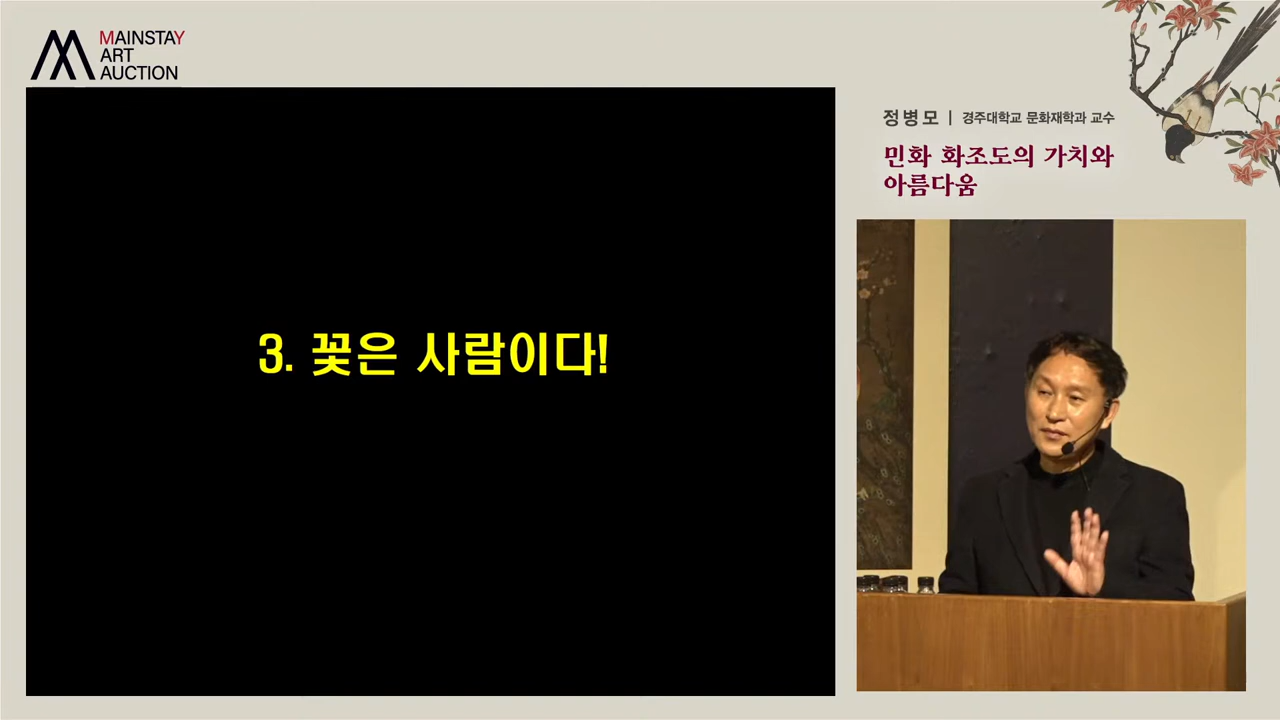 MAINSTAY
ART
AUCTION
정병모 | 경주대학교 문화재학과 교수
민화 화조도의 가치와
아름다움
3. 꽃은 사람이다!